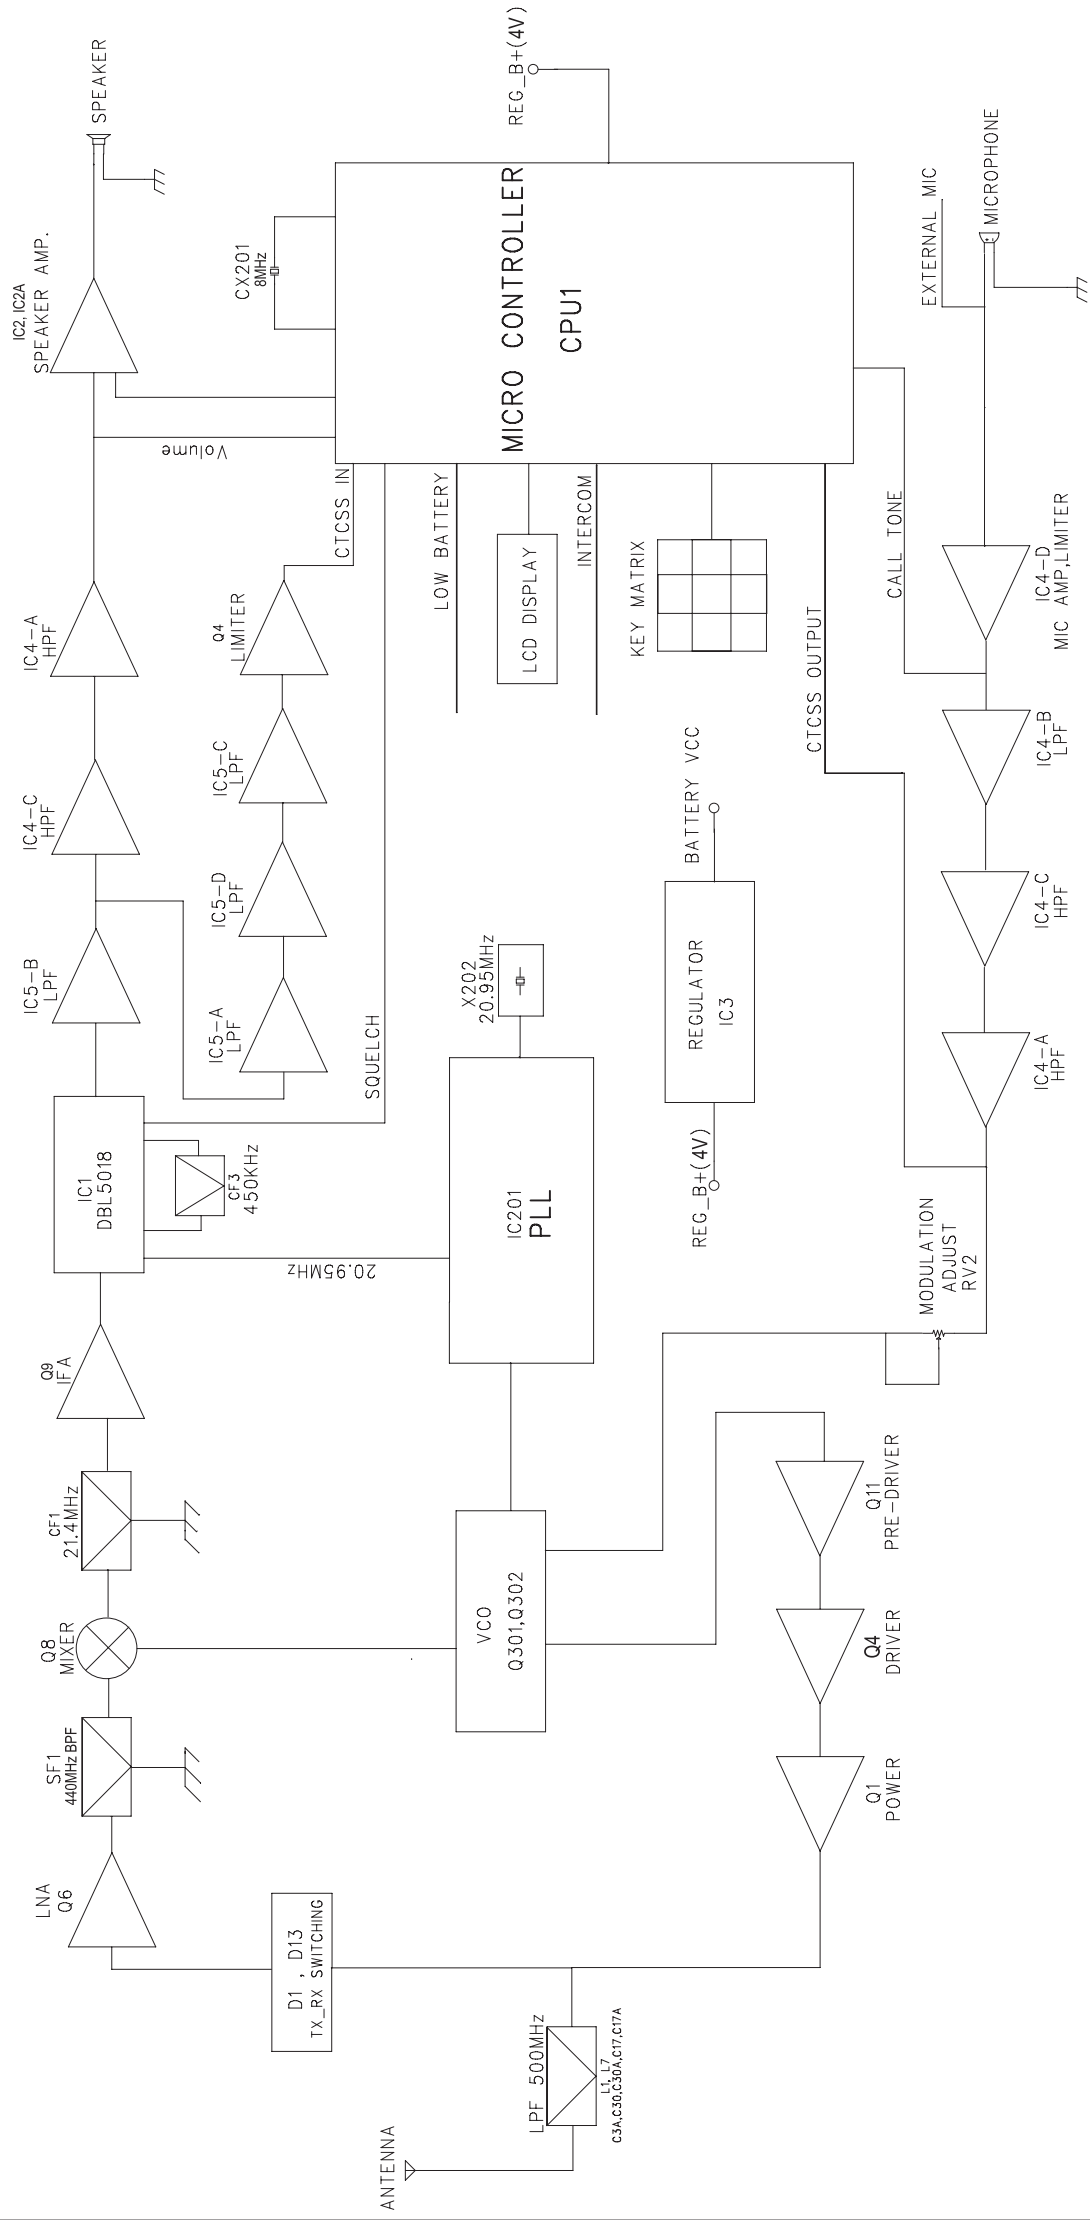 ANTENNA
LPF 500MHz
L1, L7
C3A,C30,C30A,C17,C17A
D1 , D13
TX_RX SWITCHING
LNA
Q6
SF1
440MHz BPF
Q8
MIXER
CF1
21.4MHz
Q9
IFA
IC1
DBL5018
CF3
450KHz
20.95MHz
IC5-B
LPF
IC4-C
HPF
IC4-A
HPF
IC2, IC2A
SPEAKER AMP.
SPEAKER
IC5-A
LPF
IC5-D
LPF
IC5-C
LPF
Q4
LIMITER
CTCSS IN
Volume
SQUELCH
CX201
8MHz
REG_B+(4V)
MICRO CONTROLLER
CPU1
LOW BATTERY
LCD DISPLAY
INTERCOM
KEY MATRIX
CTCSS OUTPUT
CALL TONE
VCO
Q301,Q302
IC201
PLL
X202
20.95MHz
REG_B+(4V)
REGULATOR
IC3
BATTERY VCC
Q1
POWER
Q4
DRIVER
Q11
PRE-DRIVER
MODULATION
ADJUST
RV2
IC4-A
HPF
IC4-C
HPF
IC4-B
LPF
IC4-D
MIC AMP,LIMITER
EXTERNAL MIC
MICROPHONE